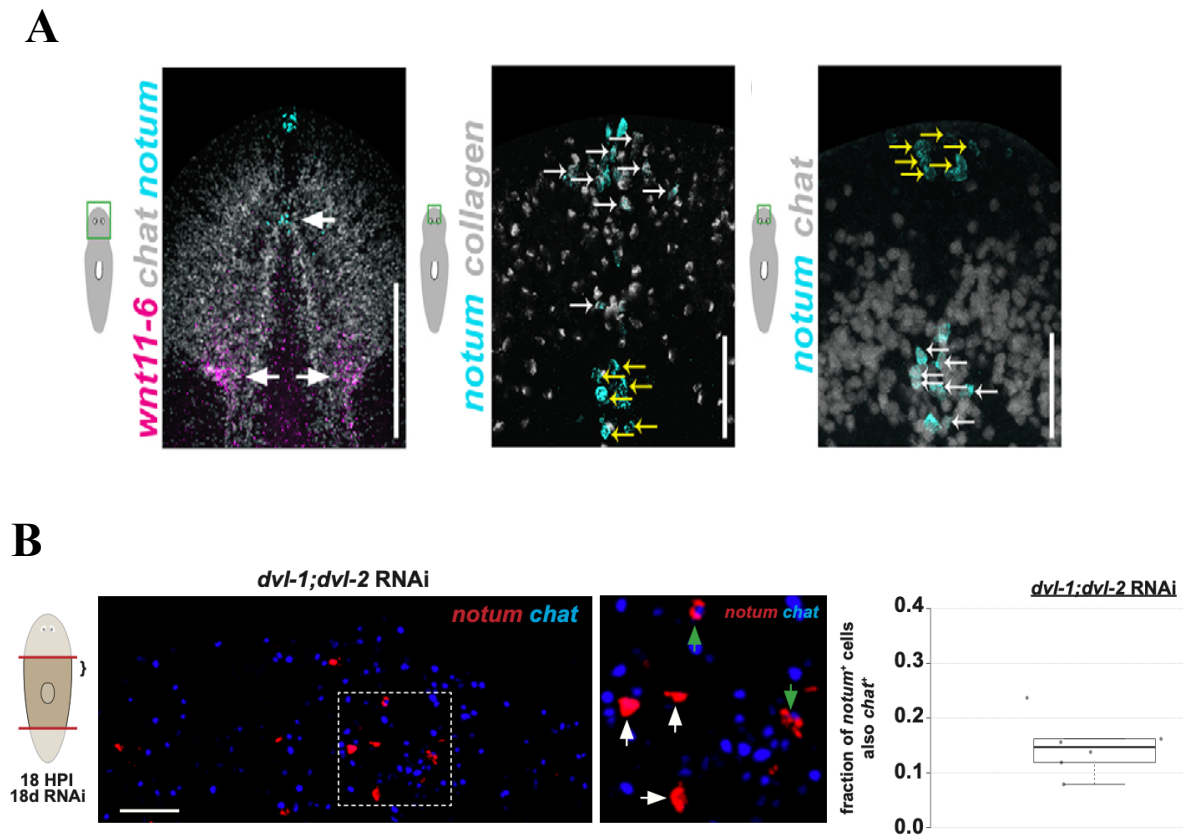 A
wnt11-6 chat notum
notum collagen
notum chat
B
dvl-1;dvl-2 RNAi
notum chat
notum chat
}
18 HPI
18d RNAi
dvl-1;dvl-2 RNAi
fraction of notum⁺ cells
also chat⁺
0.4
0.3
0.2
0.1
0.0